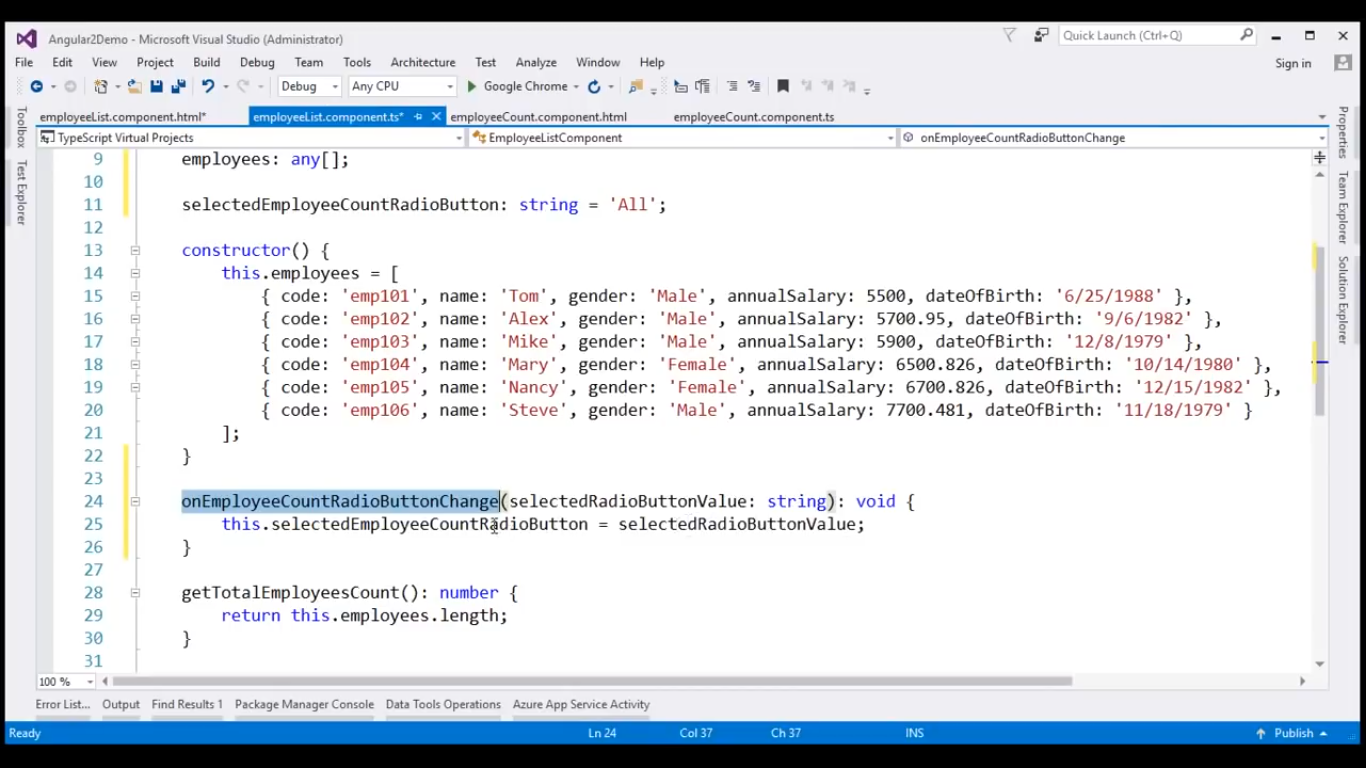 Angular2Demo - Microsoft Visual Studio (Administrator)
Quick Launch (Ctrl+Q)
File Edit View Project Build Debug Team Tools Architecture Test Analyze Window Help
Sign in
Debug Any CPU Google Chrome
employeeList.component.html* employeeList.component.ts* employeeCount.component.html employeeCount.component.ts
TypeScript Virtual Projects EmployeeListComponent onEmployeeCountRadioButtonChange
Toolbox
Test Explorer
Properties
Team Explorer
Solution Explorer
9 employees: any[];
10
11 selectedEmployeeCountRadioButton: string = 'All';
12
13 constructor() {
14 this.employees = [
15 { code: 'emp101', name: 'Tom', gender: 'Male', annualSalary: 5500, dateOfBirth: '6/25/1988' },
16 { code: 'emp102', name: 'Alex', gender: 'Male', annualSalary: 5700.95, dateOfBirth: '9/6/1982' },
17 { code: 'emp103', name: 'Mike', gender: 'Male', annualSalary: 5900, dateOfBirth: '12/8/1979' },
18 { code: 'emp104', name: 'Mary', gender: 'Female', annualSalary: 6500.826, dateOfBirth: '10/14/1980' },
19 { code: 'emp105', name: 'Nancy', gender: 'Female', annualSalary: 6700.826, dateOfBirth: '12/15/1982' },
20 { code: 'emp106', name: 'Steve', gender: 'Male', annualSalary: 7700.481, dateOfBirth: '11/18/1979' }
21 ];
22 }
23
24 onEmployeeCountRadioButtonChange(selectedRadioButtonValue: string): void {
25 this.selectedEmployeeCountRadioButton = selectedRadioButtonValue;
26 }
27
28 getTotalEmployeesCount(): number {
29 return this.employees.length;
30 }
31
100 %
Error List... Output Find Results 1 Package Manager Console Data Tools Operations Azure App Service Activity
Ready Ln 24 Col 37 Ch 37 INS Publish